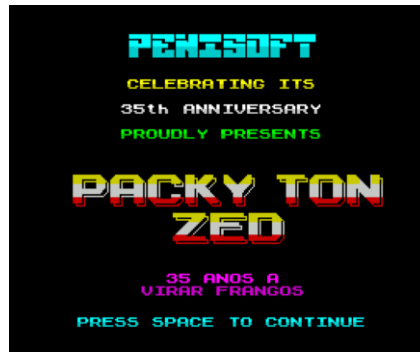 PENISOFT
CELEBRATING ITS
35th ANNIVERSARY
PROUDLY PRESENTS
PACKY TON
ZED
35 ANOS A
VIRAR FRANGOS
PRESS SPACE TO CONTINUE